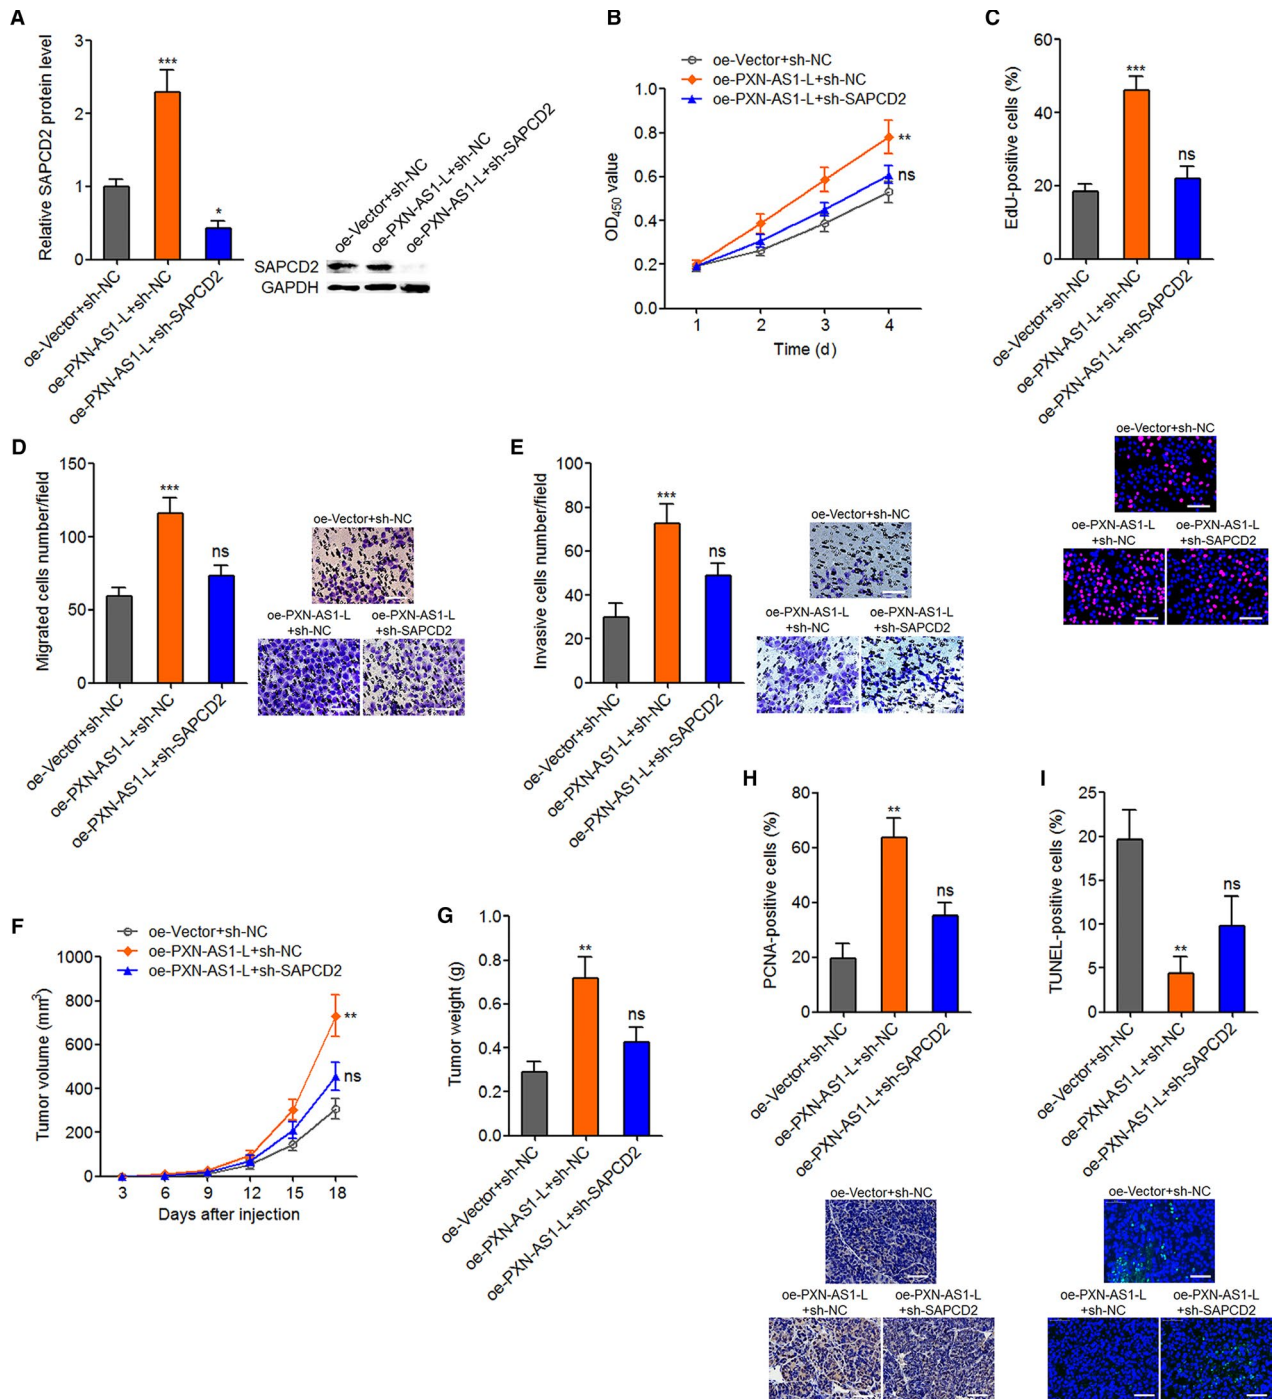 A
Relative SAPCD2 protein level
3
2
1
0
***
*
oe-Vector+sh-NC
oe-PXN-AS1-L+sh-NC
oe-PXN-AS1-L+sh-SAPCD2
oe-Vector+sh-NC
oe-PXN-AS1-L+sh-NC
oe-PXN-AS1-L+sh-SAPCD2
SAPCD2
GAPDH
B
oe-Vector+sh-NC
oe-PXN-AS1-L+sh-NC
oe-PXN-AS1-L+sh-SAPCD2
OD450 value
1.0
0.8
0.6
0.4
0.2
0.0
**
ns
1 2 3 4
Time (d)
C
EdU-positive cells (%)
60
40
20
0
***
ns
oe-Vector+sh-NC
oe-PXN-AS1-L+sh-NC
oe-PXN-AS1-L+sh-SAPCD2
oe-Vector+sh-NC
oe-PXN-AS1-L
+sh-NC
oe-PXN-AS1-L
+sh-SAPCD2
D
Migrated cells number/field
150
100
50
0
***
ns
oe-Vector+sh-NC
oe-PXN-AS1-L+sh-NC
oe-PXN-AS1-L+sh-SAPCD2
oe-Vector+sh-NC
oe-PXN-AS1-L
+sh-NC
oe-PXN-AS1-L
+sh-SAPCD2
E
Invasive cells number/field
100
80
60
40
20
0
***
ns
oe-Vector+sh-NC
oe-PXN-AS1-L+sh-NC
oe-PXN-AS1-L+sh-SAPCD2
oe-Vector+sh-NC
oe-PXN-AS1-L
+sh-NC
oe-PXN-AS1-L
+sh-SAPCD2
F
oe-Vector+sh-NC
oe-PXN-AS1-L+sh-NC
oe-PXN-AS1-L+sh-SAPCD2
Tumor volume (mm3)
1000
800
600
400
200
0
**
ns
3 6 9 12 15 18
Days after injection
G
Tumor weight (g)
1.0
0.8
0.6
0.4
0.2
0.0
**
ns
oe-Vector+sh-NC
oe-PXN-AS1-L+sh-NC
oe-PXN-AS1-L+sh-SAPCD2
H
PCNA-positive cells (%)
80
60
40
20
0
**
ns
oe-Vector+sh-NC
oe-PXN-AS1-L+sh-NC
oe-PXN-AS1-L+sh-SAPCD2
oe-Vector+sh-NC
oe-PXN-AS1-L
+sh-NC
oe-PXN-AS1-L
+sh-SAPCD2
I
TUNEL-positive cells (%)
25
20
15
10
5
0
**
ns
oe-Vector+sh-NC
oe-PXN-AS1-L+sh-NC
oe-PXN-AS1-L+sh-SAPCD2
oe-Vector+sh-NC
oe-PXN-AS1-L
+sh-NC
oe-PXN-AS1-L
+sh-SAPCD2